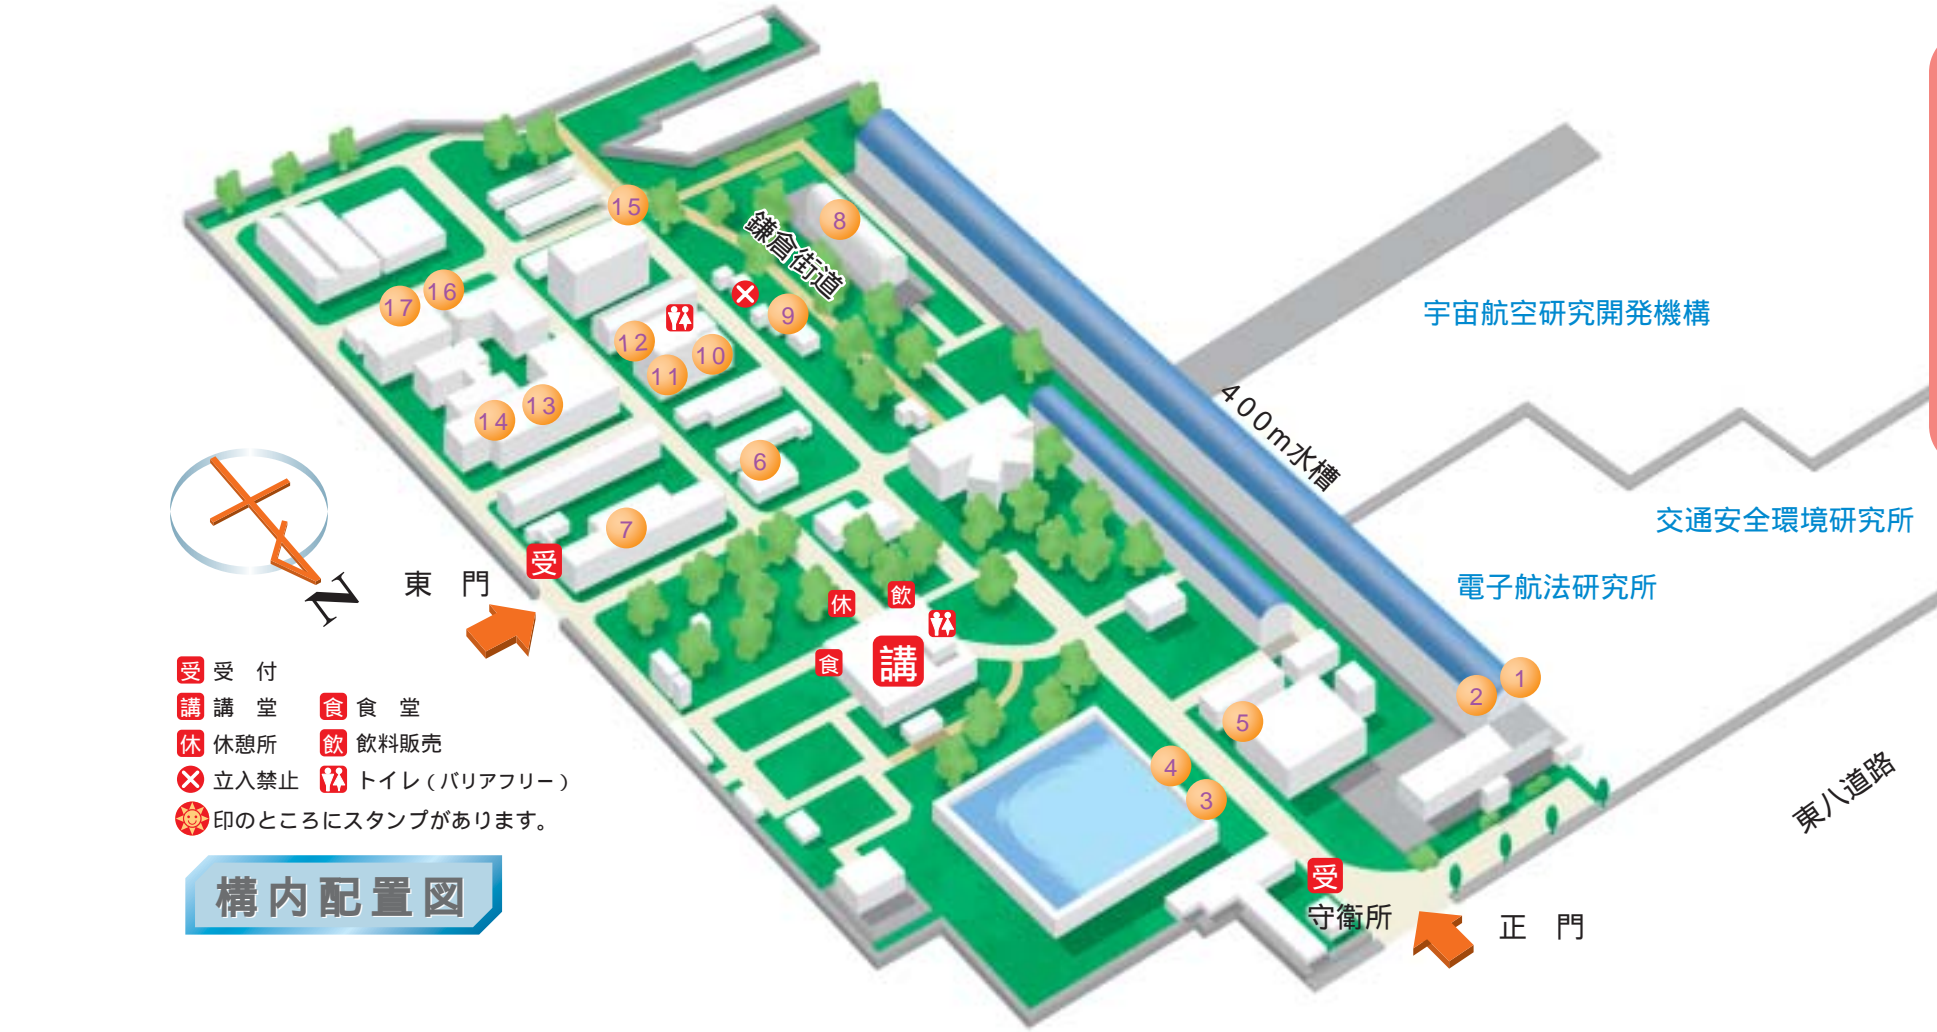 15
8
鎌倉街道
17
16
9
12
10
11
宇宙航空研究開発機構
14
13
400m水槽
6
7
交通安全環境研究所
受
東 門
N
休
飲
電子航法研究所
食
講
1
2
5
4
3
東八道路
受
守衛所
正 門
受 受 付
講 講 堂
食 食 堂
休 休憩所
飲 飲料販売
立入禁止
トイレ(バリアフリー)
印のところにスタンプがあります。
構内配置図